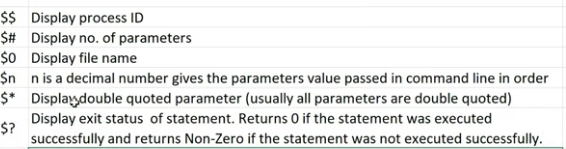 $$ Display process ID
$# Display no. of parameters
$0 Display file name
$n n is a decimal number gives the parameters value passed in command line in order
$* Display double quoted parameter (usually all parameters are double quoted)
$? Display exit status of statement. Returns 0 if the statement was executed
successfully and returns Non-Zero if the statement was not executed successfully.